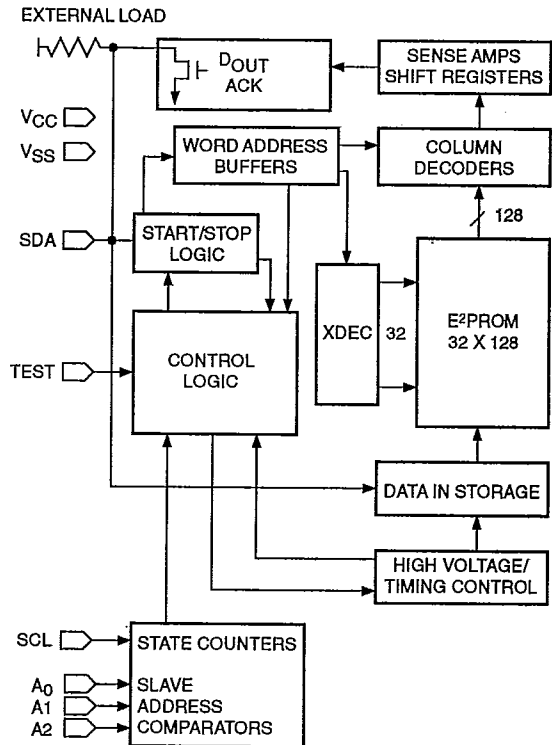 EXTERNAL LOAD
DOUT
ACK
SENSE AMPS
SHIFT REGISTERS
VCC
VSS
WORD ADDRESS
BUFFERS
COLUMN
DECODERS
128
SDA
START/STOP
LOGIC
XDEC
32
E²PROM
32 X 128
TEST
CONTROL
LOGIC
DATA IN STORAGE
HIGH VOLTAGE/
TIMING CONTROL
SCL
STATE COUNTERS
A0
SLAVE
A1
ADDRESS
A2
COMPARATORS